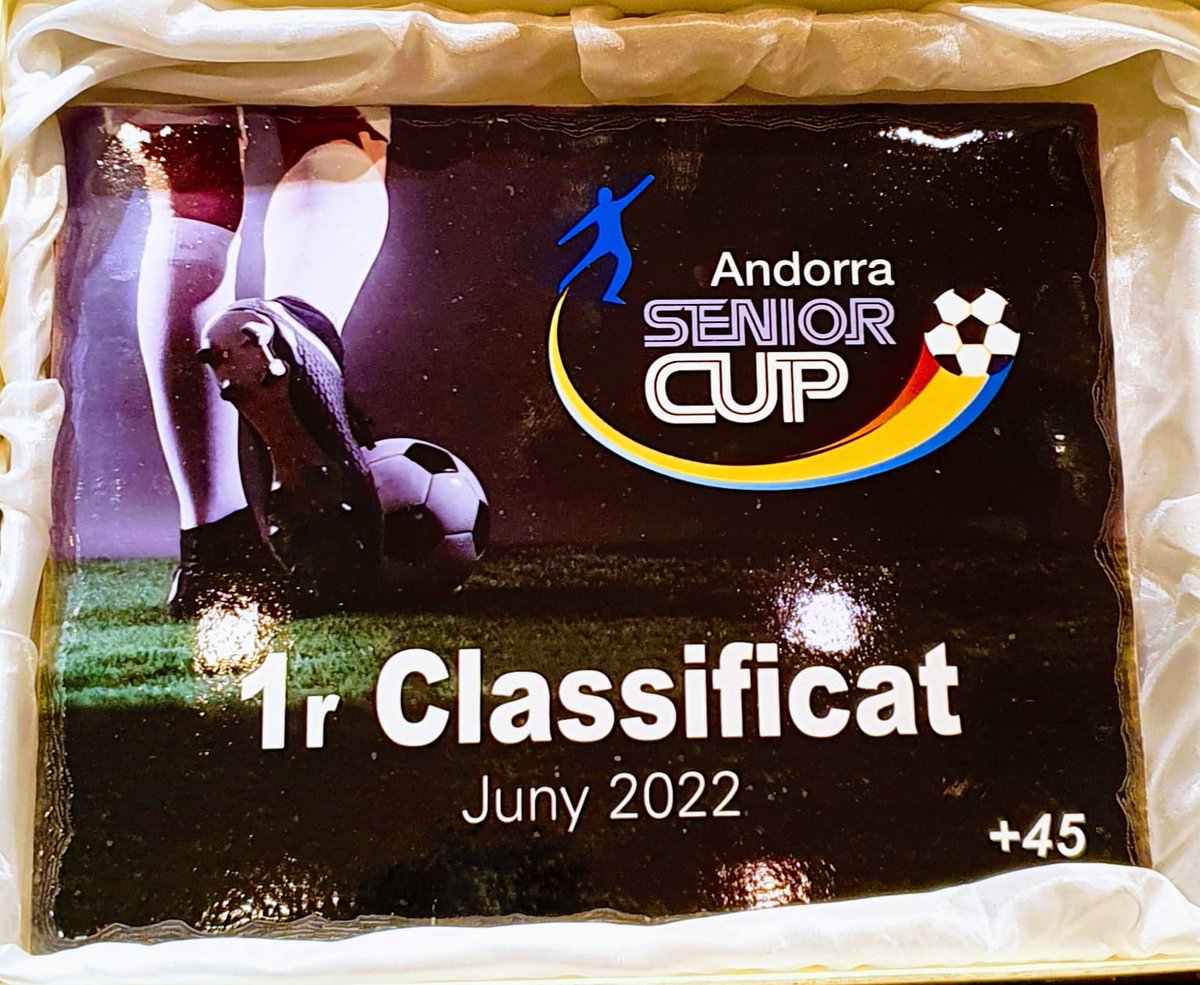 Andorra
SENIOR
CUP
1r Classificat
Juny 2022
+45